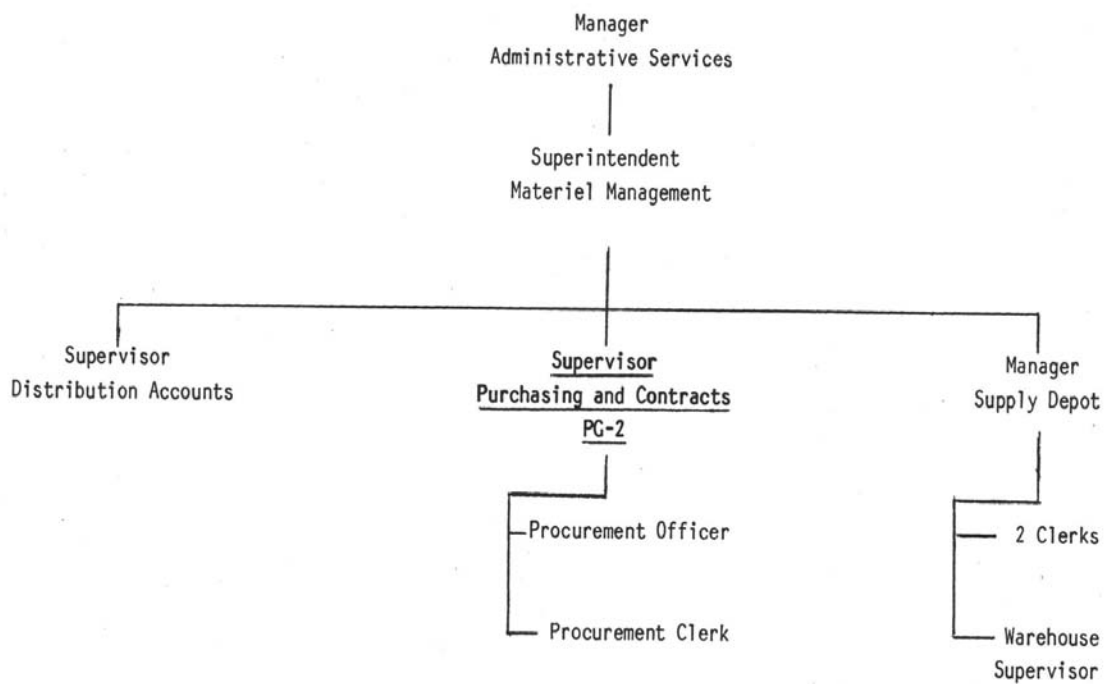 Manager
Administrative Services
Superintendent
Materiel Management
Supervisor
Distribution Accounts
Supervisor
Purchasing and Contracts
PG-2
Manager
Supply Depot
Procurement Officer
Procurement Clerk
2 Clerks
Warehouse
Supervisor